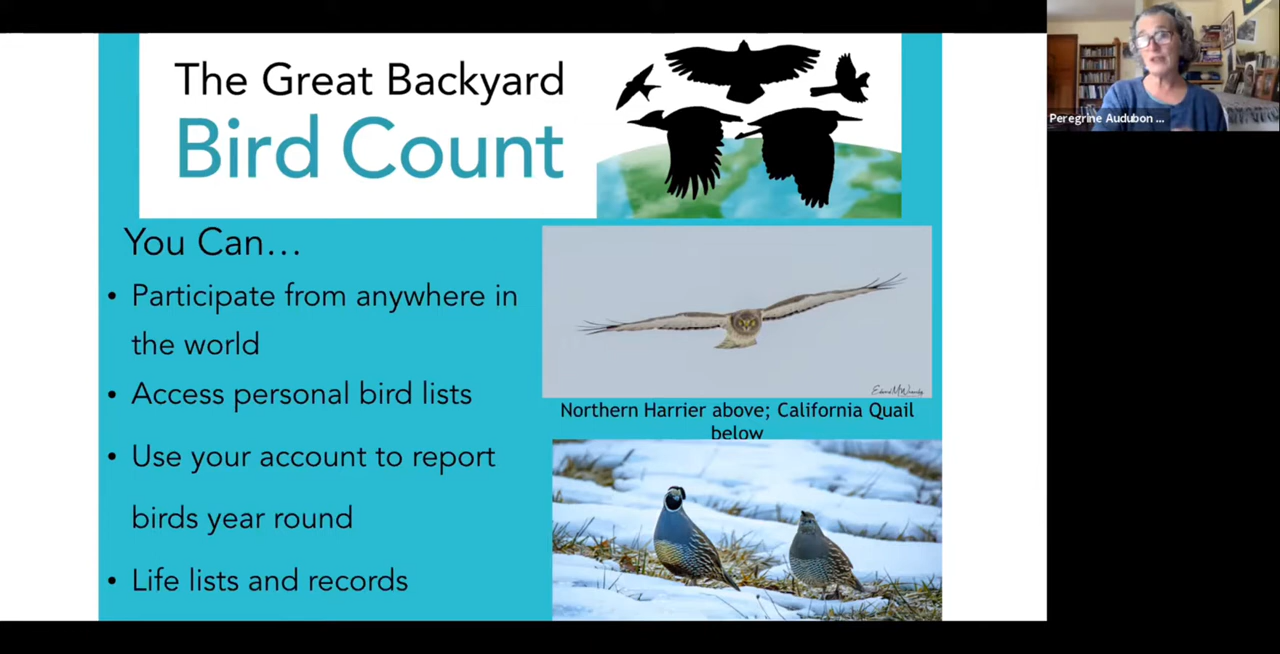 The Great Backyard
Bird Count
You Can...
• Participate from anywhere in
the world
• Access personal bird lists
• Use your account to report
birds year round
• Life lists and records
Northern Harrier above; California Quail
below
Peregrine Audubon ...